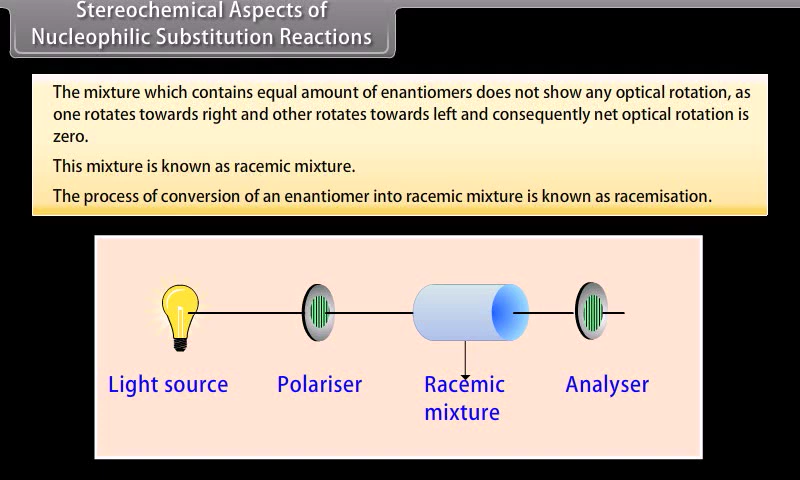 Stereochemical Aspects of
Nucleophilic Substitution Reactions
The mixture which contains equal amount of enantiomers does not show any optical rotation, as
one rotates towards right and other rotates towards left and consequently net optical rotation is
zero.
This mixture is known as racemic mixture.
The process of conversion of an enantiomer into racemic mixture is known as racemisation.
Light source
Polariser
Racemic
mixture
Analyser